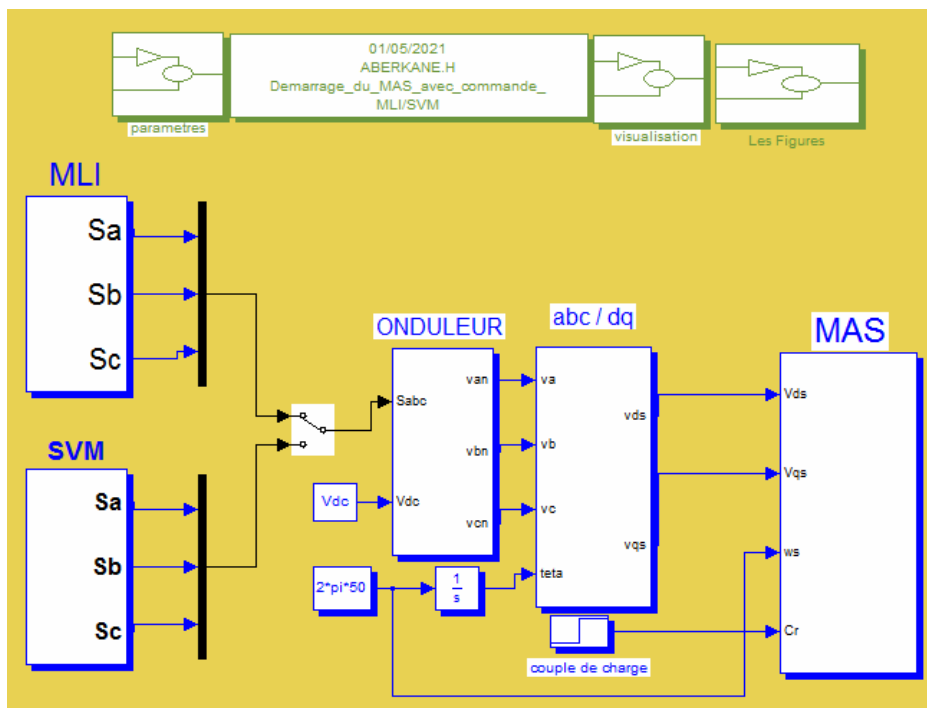 01/05/2021
ABERKANE.H
Demarrage_du_MAS_avec_commande_
MLI/SVM
parametres
visualisation
Les Figures
MLI
Sa
Sb
Sc
SVM
Sa
Sb
Sc
ONDULEUR
Sabc
Vdc
van
vbn
vcn
Vdc
2*pi*50
1
s
abc / dq
va
vb
vc
teta
vds
vqs
couple de charge
MAS
Vds
Vqs
ws
Cr